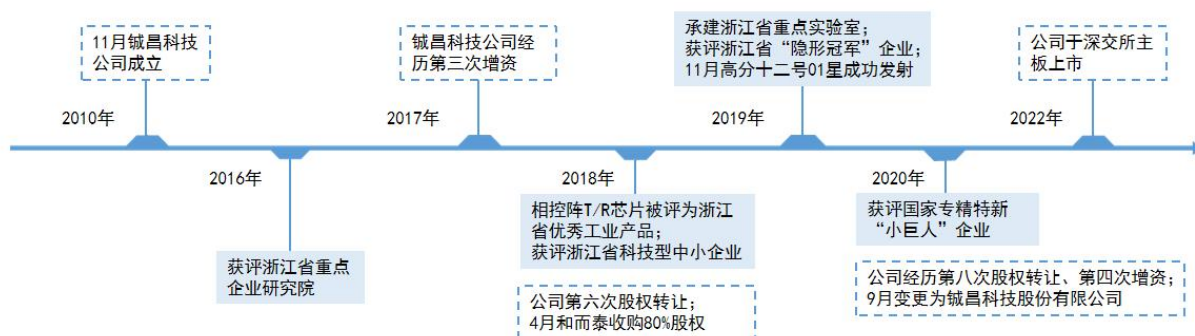 11月铖昌科技
公司成立
2010年
2016年
获评浙江省重点
企业研究院
铖昌科技公司经
历第三次增资
2017年
2018年
相控阵T/R芯片被评为浙江
省优秀工业产品；
获评浙江省科技型中小企业
公司第六次股权转让；
4月和而泰收购80%股权
承建浙江省重点实验室；
获评浙江省“隐形冠军”企业；
11月高分十二号01星成功发射
2019年
2020年
获评国家专精特新
“小巨人”企业
公司经历第八次股权转让、第四次增资；
9月变更为铖昌科技股份有限公司
公司于深交所主
板上市
2022年